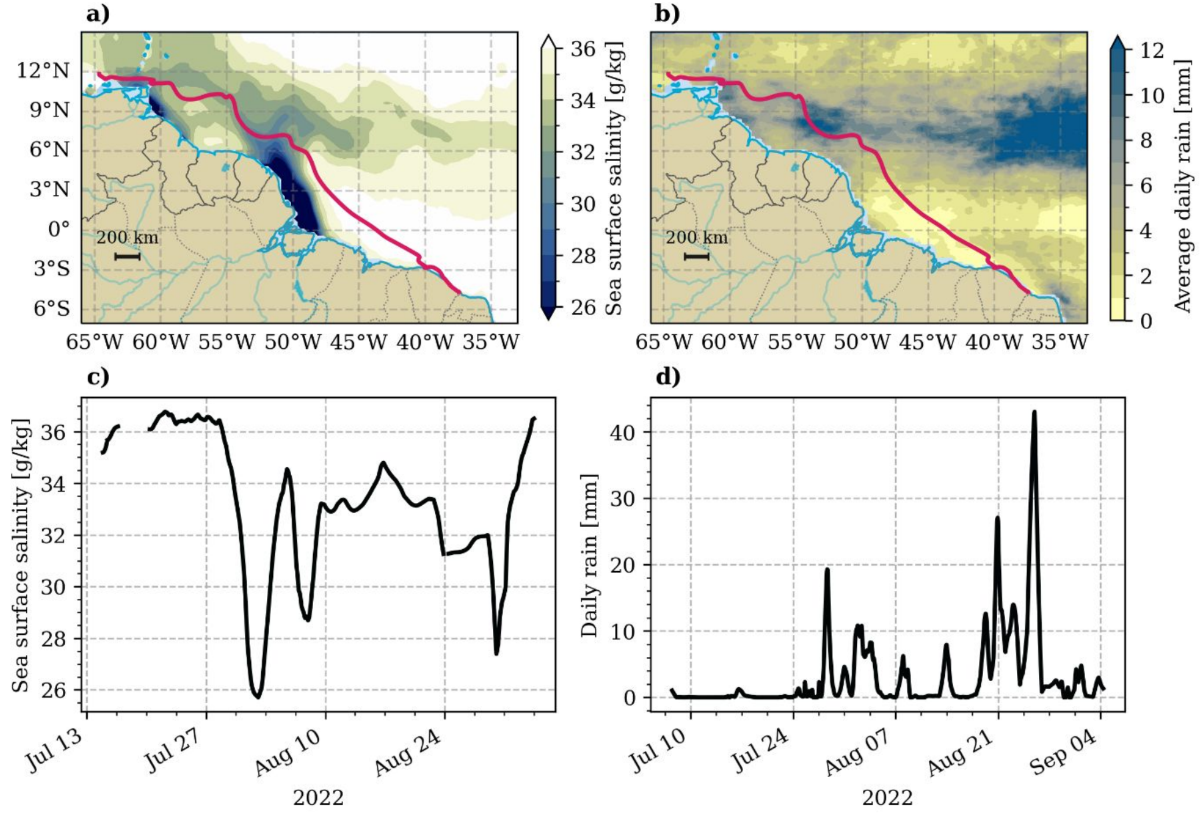 a)
12°N
9°N
6°N
3°N
0°
3°S
6°S
200 km
65°W 60°W 55°W 50°W 45°W 40°W 35°W
36
34
32
30
28
26
Sea surface salinity [g/kg]
b)
200 km
65°W 60°W 55°W 50°W 45°W 40°W 35°W
12
10
8
6
4
2
0
Average daily rain [mm]
c)
Sea surface salinity [g/kg]
36
34
32
30
28
26
Jul 13
Jul 27
Aug 10
Aug 24
2022
d)
Daily rain [mm]
40
30
20
10
0
Jul 10
Jul 24
Aug 07
Aug 21
Sep 04
2022